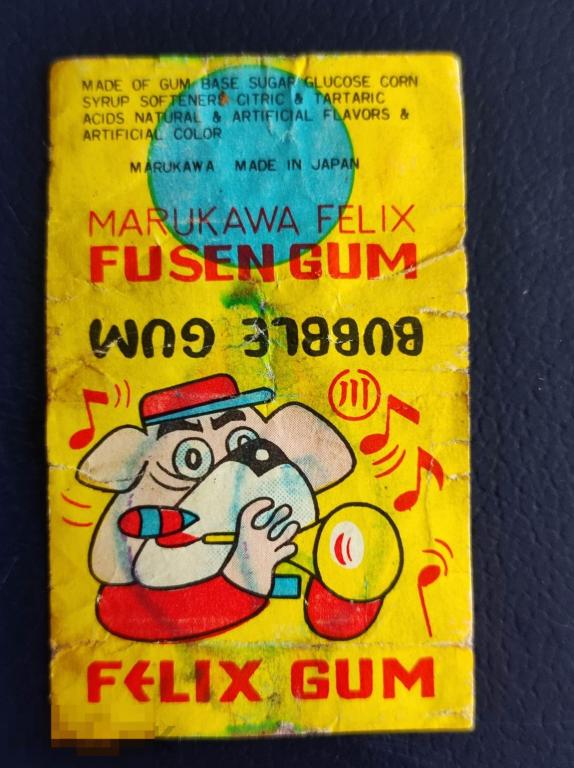 MADE OF GUM BASE SUGAR GLUCOSE CORN
SYRUP SOFTENERS CITRIC & TARTARIC
ACIDS NATURAL & ARTIFICIAL FLAVORS &
ARTIFICIAL COLOR
MARUKAWA MADE IN JAPAN
MARUKAWA FELIX
FUSEN GUM
BUBBLE GUM
FELIX GUM